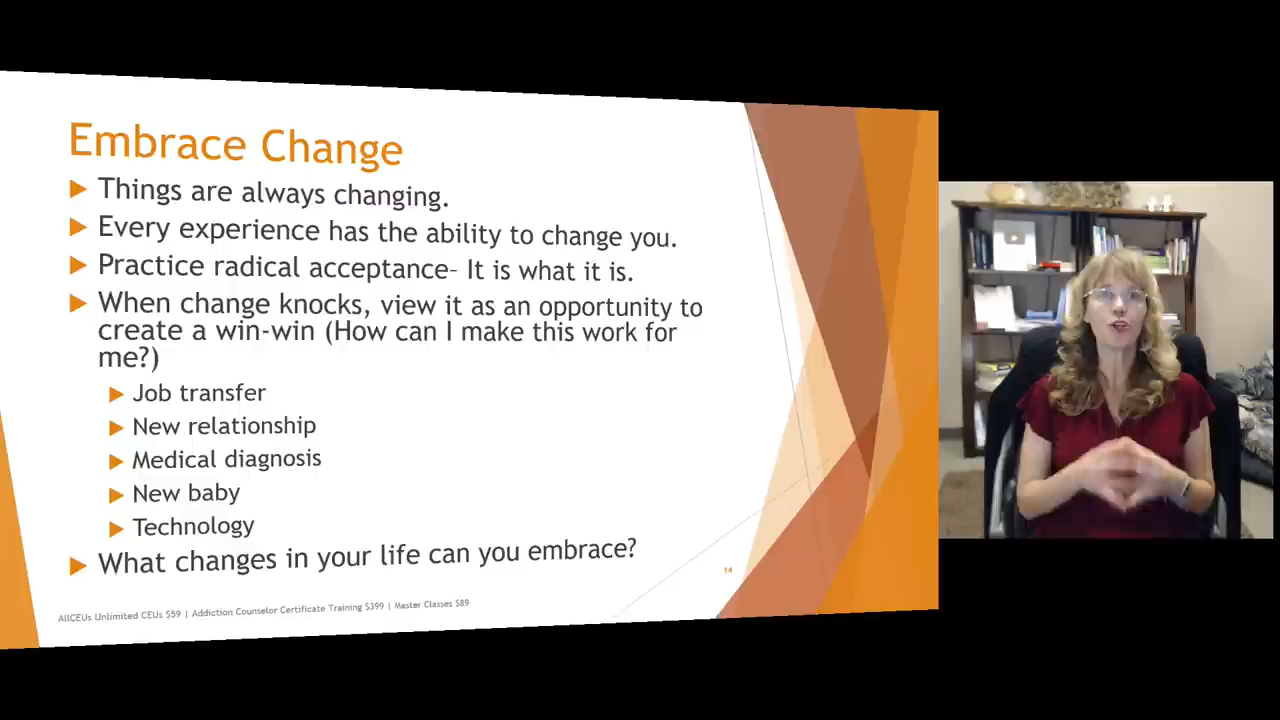 Embrace Change
Things are always changing.
Every experience has the ability to change you.
Practice radical acceptance– It is what it is.
When change knocks, view it as an opportunity to
create a win-win (How can I make this work for
me?)
Job transfer
New relationship
Medical diagnosis
New baby
Technology
What changes in your life can you embrace?
14
AllCEUs Unlimited CEUs $59 | Addiction Counselor Certificate Training $399 | Master Classes $89